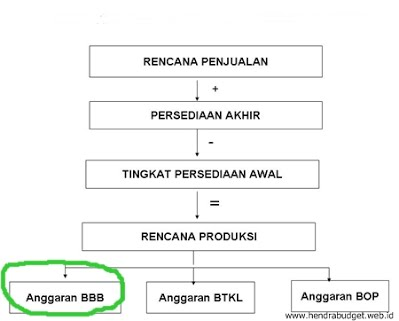 RENCANA PENJUALAN
+
PERSEDIAAN AKHIR
-
TINGKAT PERSEDIAAN AWAL
=
RENCANA PRODUKSI
Anggaran BBB
Anggaran BTKL
Anggaran BOP
www.hendrabudget.web.id